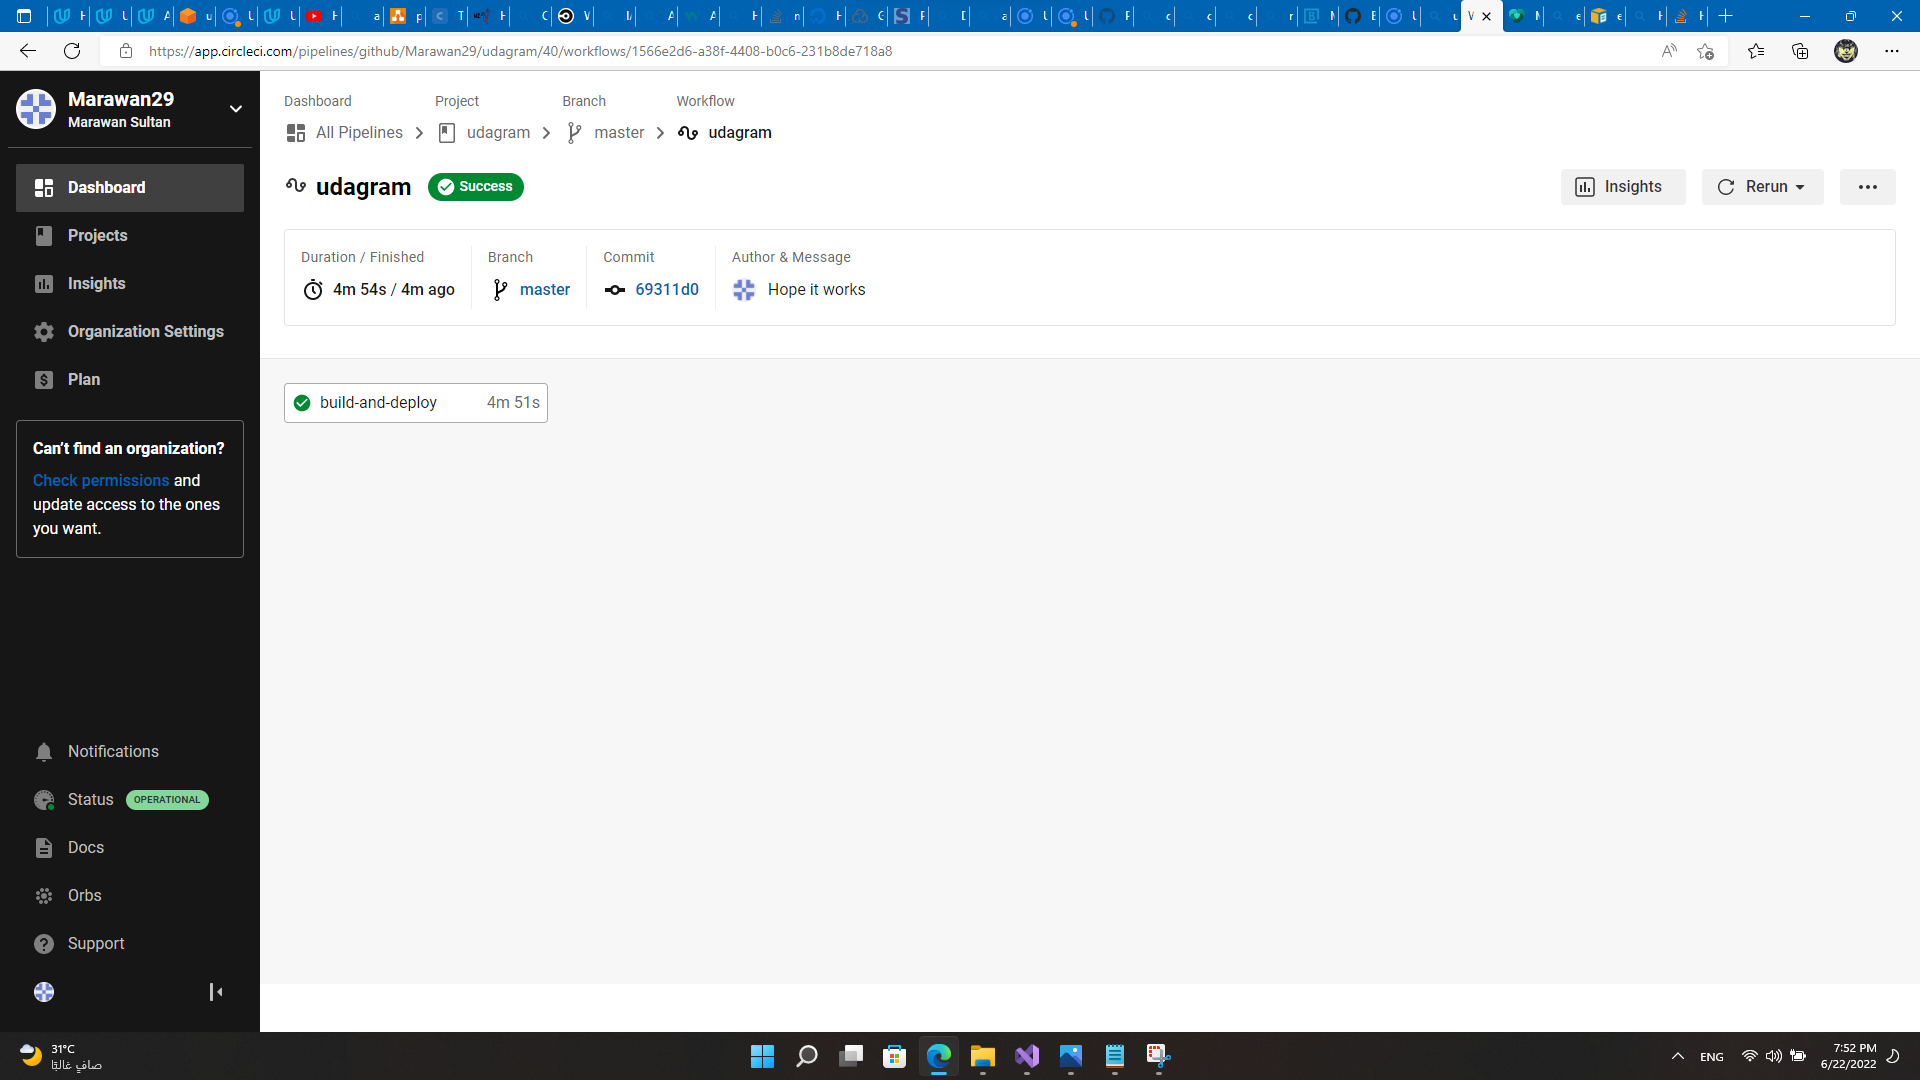 https://app.circleci.com/pipelines/github/Marawan29/udagram/40/workflows/1566e2d6-a38f-4408-b0c6-231b8de718a8
Marawan29
Marawan Sultan
Dashboard
Projects
Insights
Organization Settings
Plan
Can't find an organization?
Check permissions and
update access to the ones
you want.
Notifications
Status OPERATIONAL
Docs
Orbs
Support
Dashboard Project Branch Workflow
All Pipelines udagram master udagram
udagram Success Insights Rerun
Duration / Finished Branch Commit Author & Message
4m 54s / 4m ago master 69311d0 Hope it works
build-and-deploy 4m 51s
31°C
صافٍ غالبًا
ENG
7:52 PM
6/22/2022